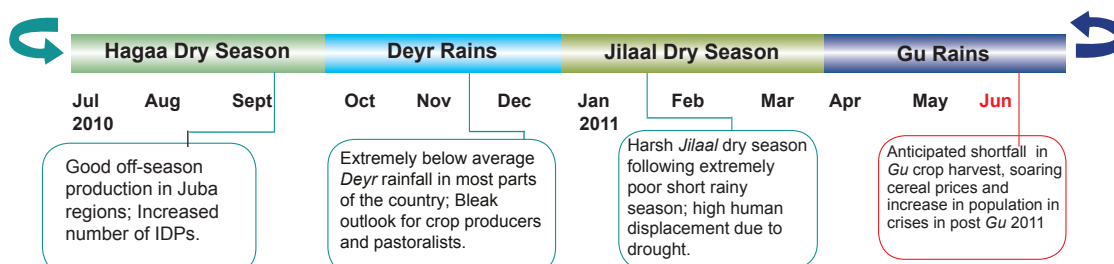 Hagaa Dry Season Deyr Rains Jilaal Dry Season Gu Rains
Jul Aug Sept Oct Nov Dec Jan Feb Mar Apr May Jun
2010 2011
Good off-season
production in Juba
regions; Increased
number of IDPs.
Extremely below average
Deyr rainfall in most parts
of the country; Bleak
outlook for crop producers
and pastoralists.
Harsh Jilaal dry season
following extremely
poor short rainy
season; high human
displacement due to
drought.
Anticipated shortfall in
Gu crop harvest, soaring
cereal prices and
increase in population in
crises in post Gu 2011